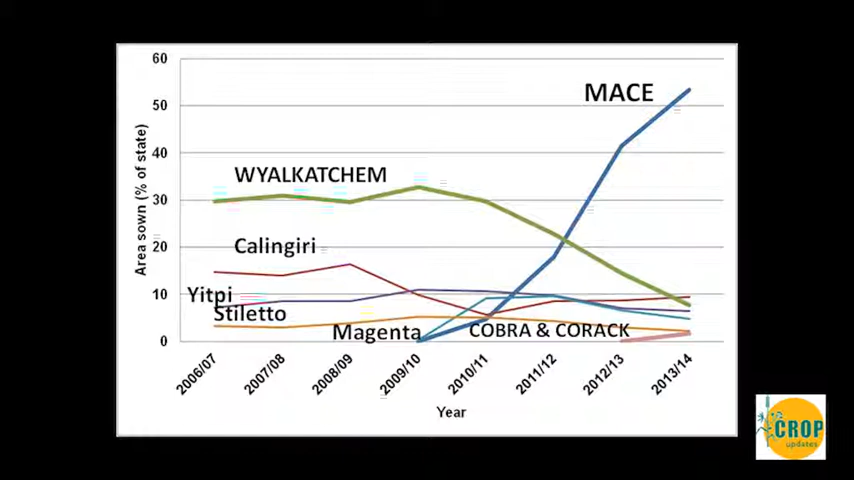 60
50
40
30
20
10
0
Area sown (% of state)
MACE
WYALKATCHEM
Calingiri
Yitpi
Stiletto
Magenta
COBRA & CORACK
2006/07
2007/08
2008/09
2009/10
2010/11
2011/12
2012/13
2013/14
Year
CROP
updates